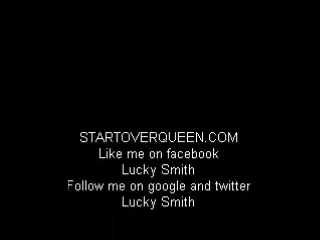 STARTOVERQUEEN.COM
Like me on facebook
Lucky Smith
Follow me on google and twitter
Lucky Smith